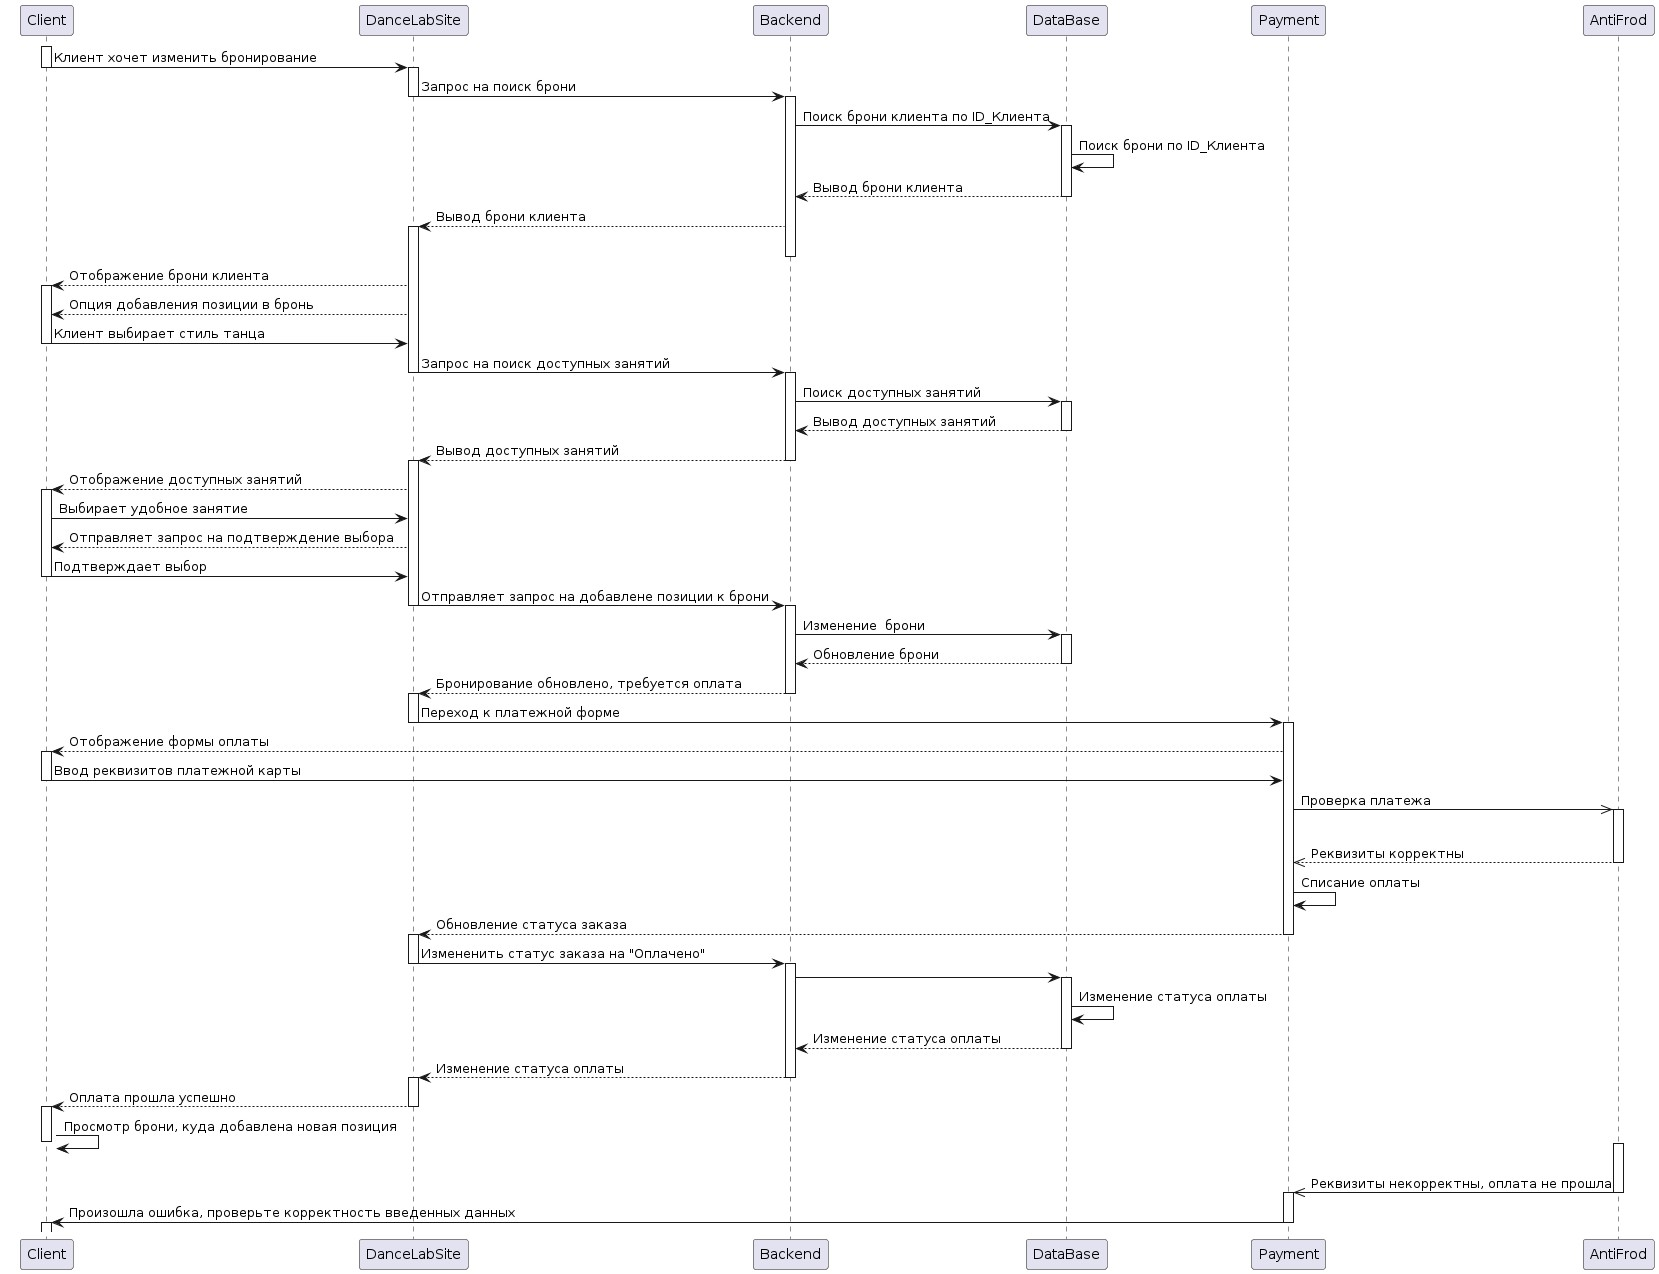 Client
DanceLabSite
Backend
DataBase
Payment
AntiFrod
Клиент хочет изменить бронирование
Запрос на поиск брони
Поиск брони клиента по ID_Клиента
Поиск брони по ID_Клиента
Вывод брони клиента
Вывод брони клиента
Отображение брони клиента
Опция добавления позиции в бронь
Клиент выбирает стиль танца
Запрос на поиск доступных занятий
Поиск доступных занятий
Вывод доступных занятий
Вывод доступных занятий
Отображение доступных занятий
Выбирает удобное занятие
Отправляет запрос на подтверждение выбора
Подтверждает выбор
Отправляет запрос на добавлене позиции к брони
Изменение  брони
Обновление брони
Бронирование обновлено, требуется оплата
Переход к платежной форме
Отображение формы оплаты
Ввод реквизитов платежной карты
Проверка платежа
Реквизиты корректны
Списание оплаты
Обновление статуса заказа
Измененить статус заказа на "Оплачено"
Изменение статуса оплаты
Изменение статуса оплаты
Изменение статуса оплаты
Оплата прошла успешно
Просмотр брони, куда добавлена новая позиция
Реквизиты некорректны, оплата не прошла
Произошла ошибка, проверьте корректность введенных данных
Client
DanceLabSite
Backend
DataBase
Payment
AntiFrod